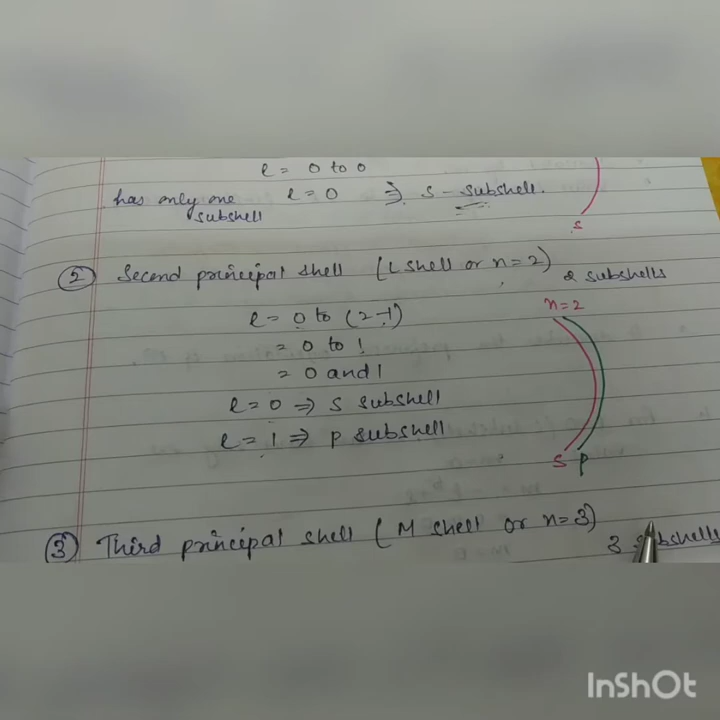 l = 0 to 0
has only one subshell l = 0 ⇒ s - subshell.
s
② Second principal shell (L shell or n=2) 2 subshells
n=2
l = 0 to (2-1)
= 0 to 1
= 0 and 1
l = 0 ⇒ s subshell
l = 1 ⇒ p subshell
s p
③ Third principal shell (M shell or n=3) 3 subshells
InShOt